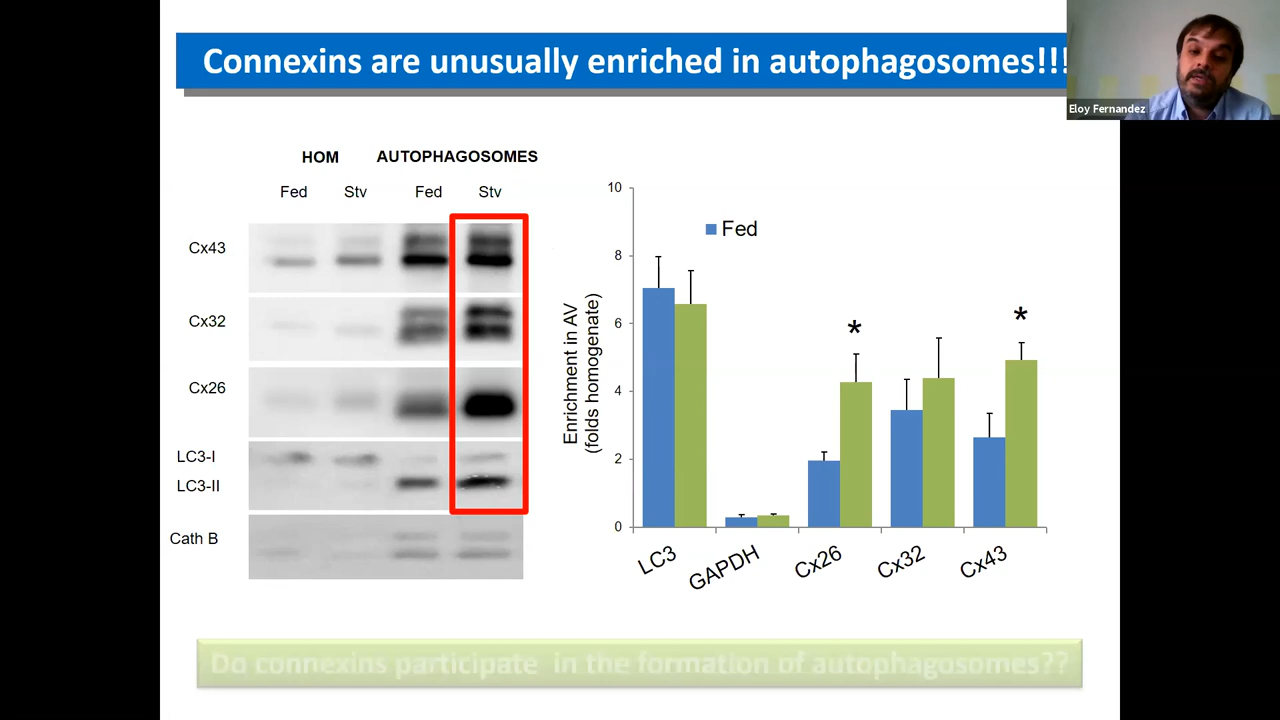 Connexins are unusually enriched in autophagosomes!!!
Eloy Fernandez
HOM AUTOPHAGOSOMES
Fed Stv Fed Stv
Cx43
Cx32
Cx26
LC3-I
LC3-II
Cath B
Enrichment in AV
(folds homogenate)
10
8
6
4
2
0
Fed
*
*
LC3
GAPDH
Cx26
Cx32
Cx43
Do connexins participate in the formation of autophagosomes??